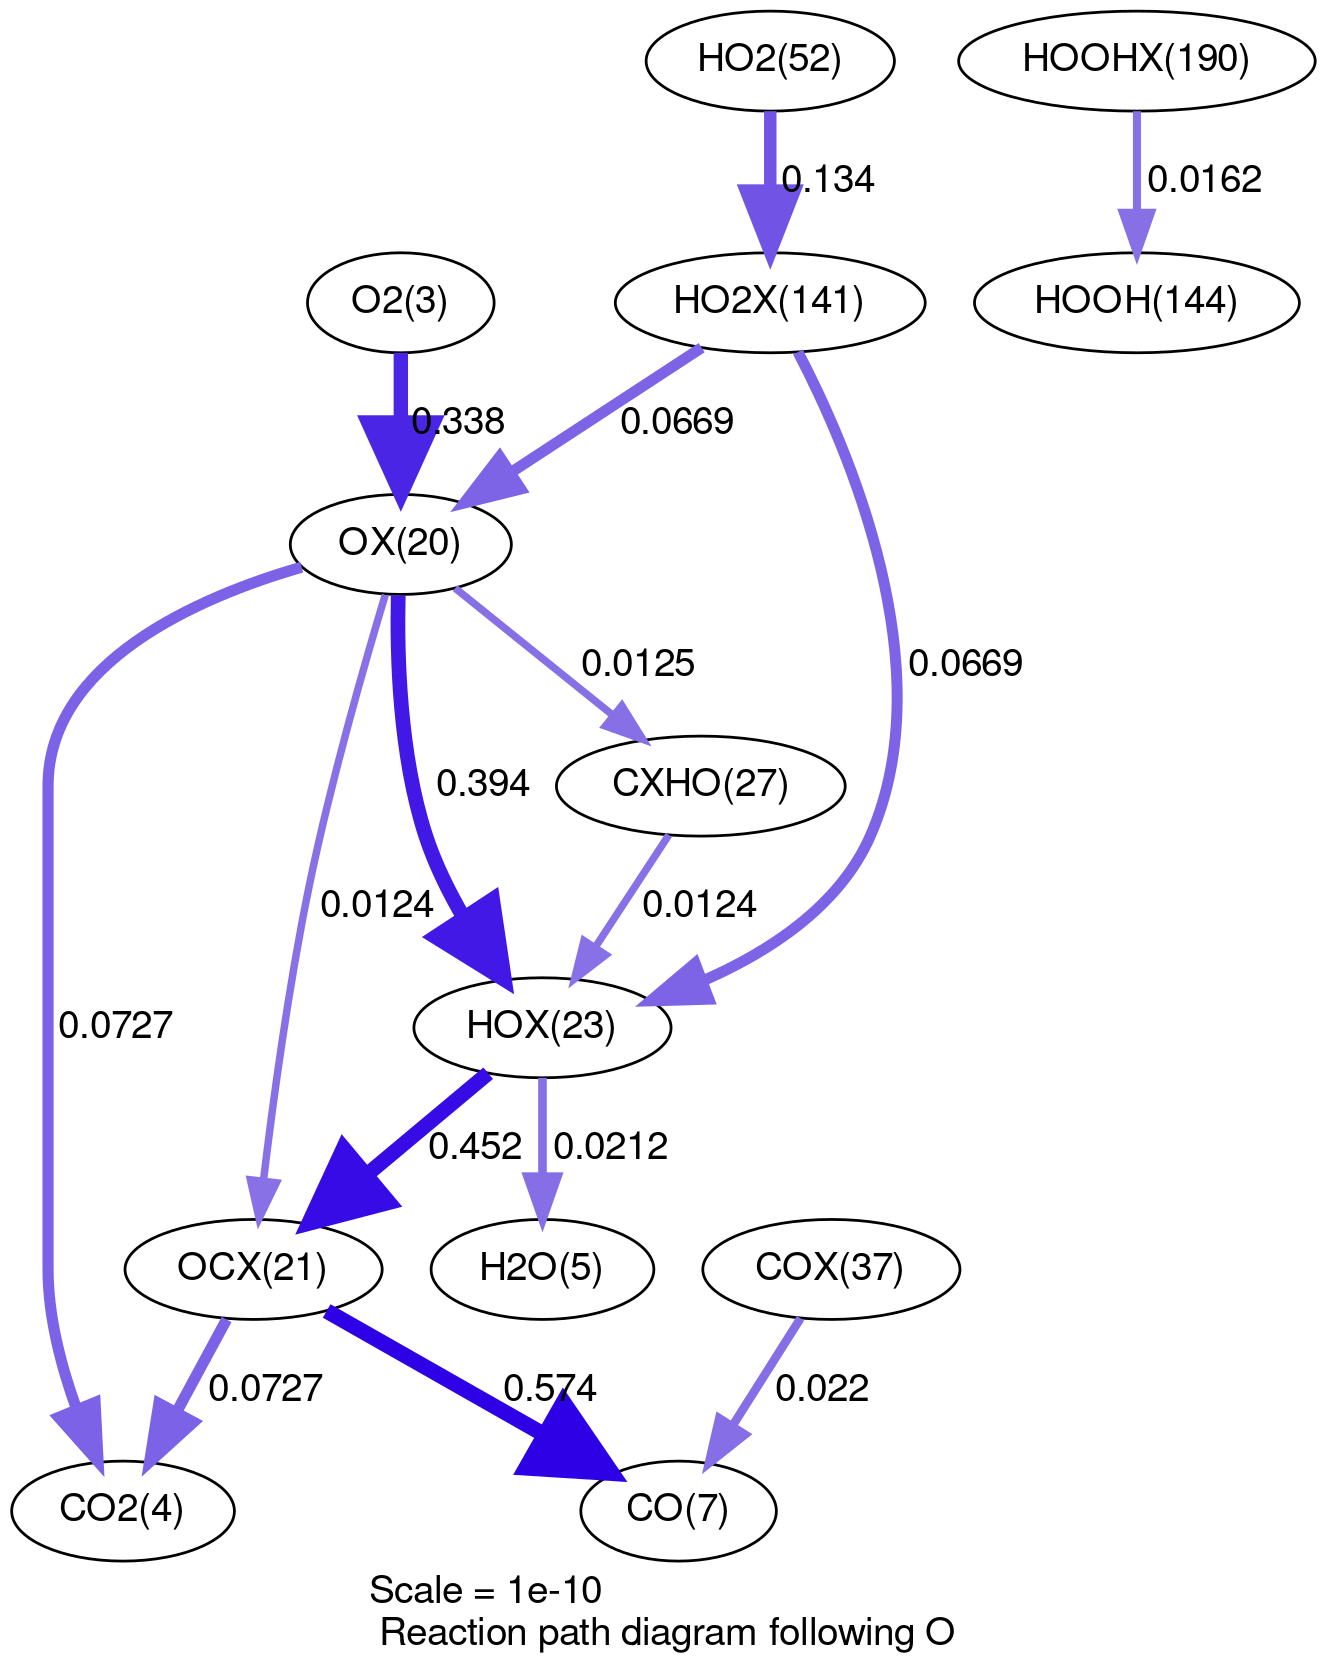 HO2(52)
HOOHX(190)
0.134
0.0162
O2(3)
HO2X(141)
HOOH(144)
0.338
0.0669
OX(20)
0.0125
0.0669
CXHO(27)
0.394
0.0124
0.0124
HOX(23)
0.0727
0.452
0.0212
OCX(21)
H2O(5)
COX(37)
0.0727
0.574
0.022
CO2(4)
CO(7)
Scale = 1e-10
Reaction path diagram following O